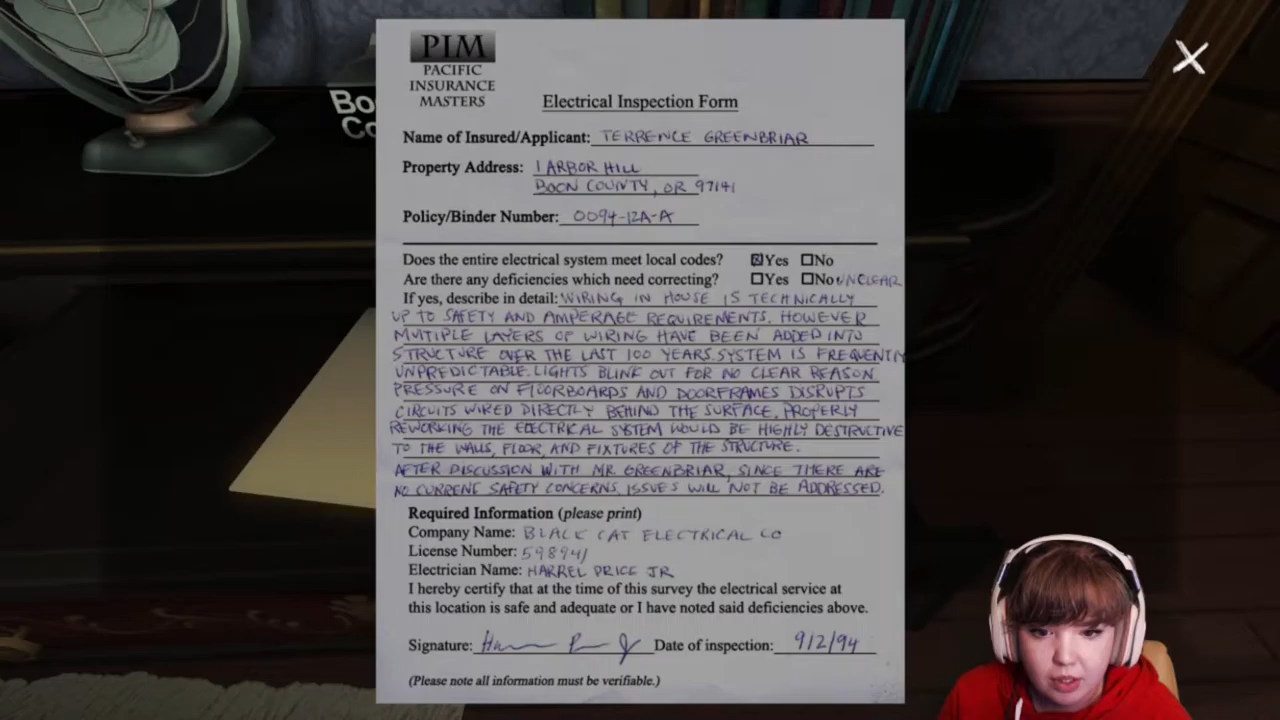 PIM
PACIFIC
INSURANCE
MASTERS
Electrical Inspection Form
Bo
Co
Name of Insured/Applicant: TERRENCE GREENBRIAR
Property Address: 1 ARBOR HILL
BOON COUNTY, OR 97141
Policy/Binder Number: 0094-12A-A
Does the entire electrical system meet local codes? ☒Yes ☐No
Are there any deficiencies which need correcting? ☐Yes ☐No UNCLEAR
If yes, describe in detail: WIRING IN HOUSE IS TECHNICALLY
UP TO SAFETY AND AMPERAGE REQUIREMENTS. HOWEVER
MULTIPLE LAYERS OF WIRING HAVE BEEN ADDED INTO
STRUCTURE OVER THE LAST 100 YEARS. SYSTEM IS FREQUENTLY
UNPREDICTABLE. LIGHTS BLINK OUT FOR NO CLEAR REASON.
PRESSURE ON FLOORBOARDS AND DOORFRAMES DISRUPTS
CIRCUITS WIRED DIRECTLY BEHIND THE SURFACE. PROPERLY
REWORKING THE ELECTRICAL SYSTEM WOULD BE HIGHLY DESTRUCTIVE
TO THE WALLS, FLOOR, AND FIXTURES OF THE STRUCTURE.
AFTER DISCUSSION WITH MR. GREENBRIAR, SINCE THERE ARE
NO CURRENT SAFETY CONCERNS, ISSUES WILL NOT BE ADDRESSED.
Required Information (please print)
Company Name: BLACK CAT ELECTRICAL CO
License Number: 598941
Electrician Name: HARREL PRICE JR
I hereby certify that at the time of this survey the electrical service at
this location is safe and adequate or I have noted said deficiencies above.
Signature: Date of inspection: 9/2/94
(Please note all information must be verifiable.)